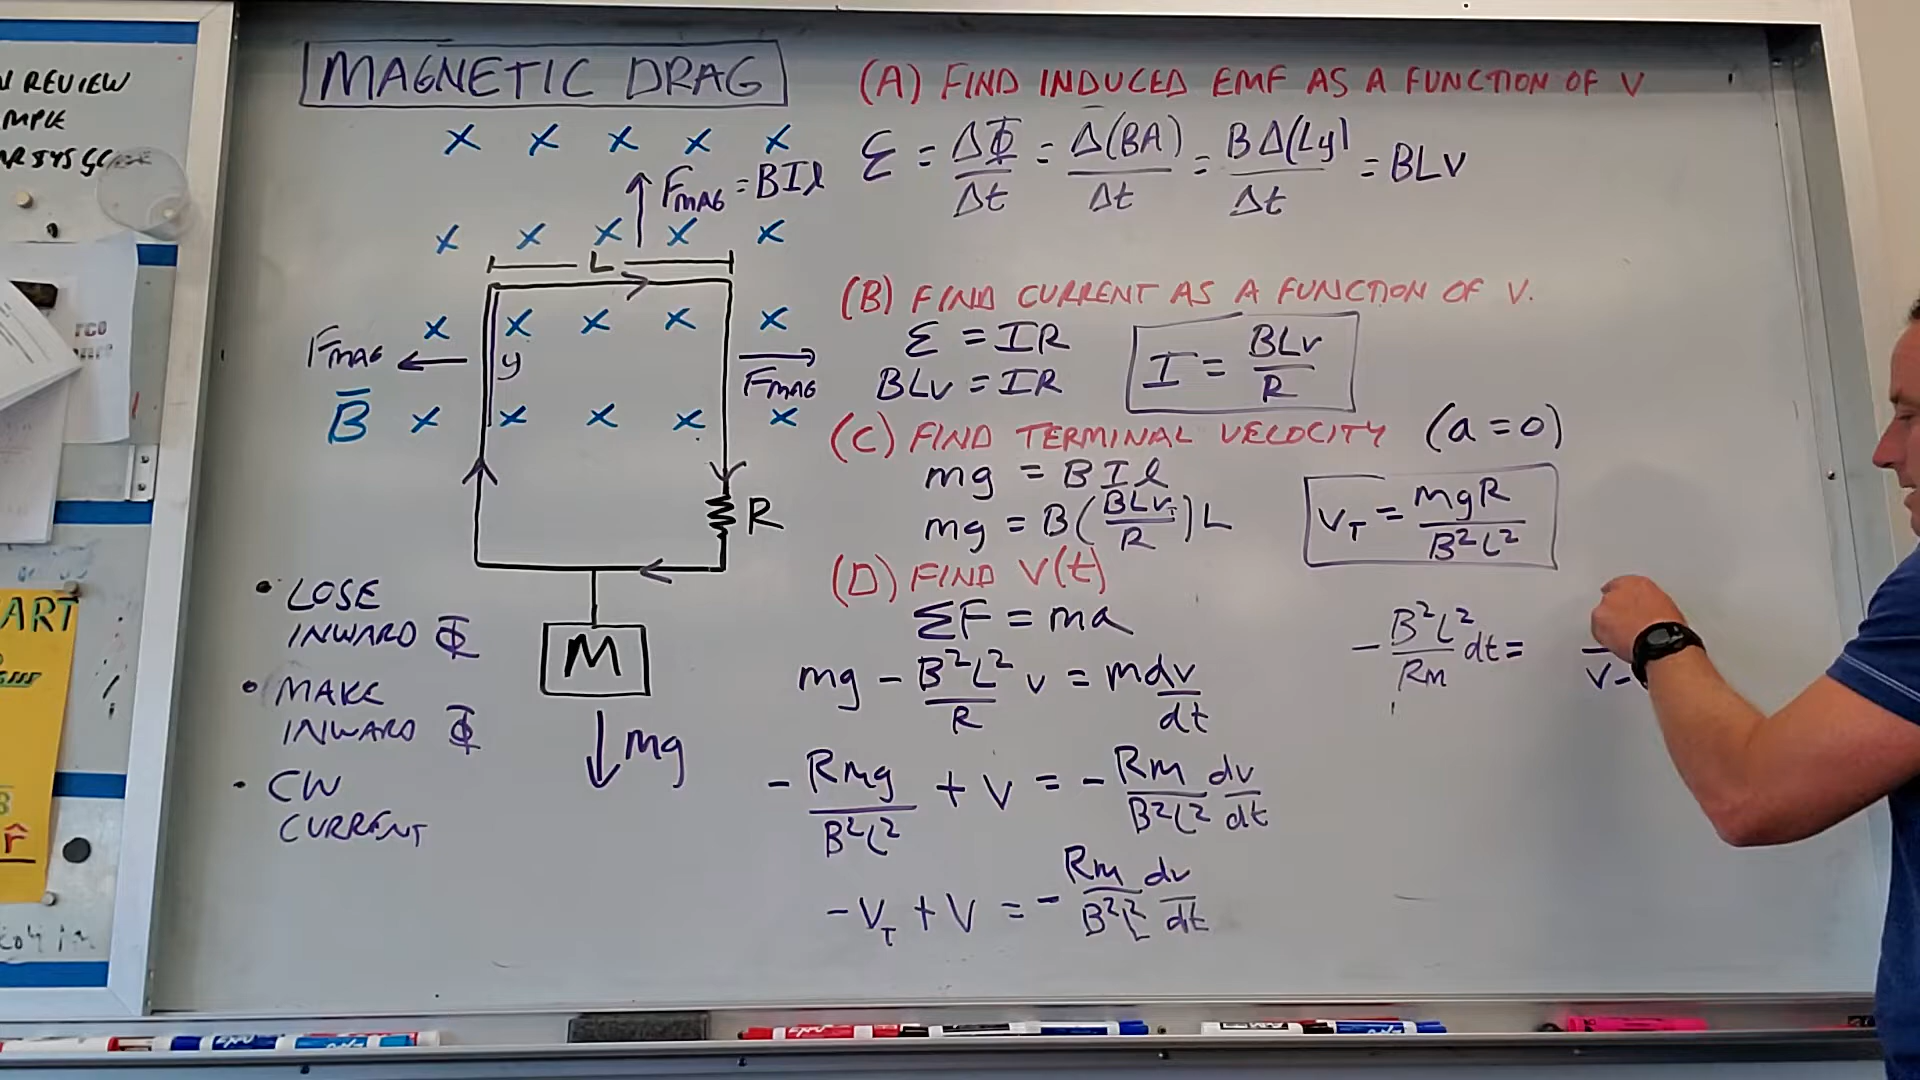 N REVIEW
MPLE
ART
MAGNETIC DRAG
x x x x x
F_MAG = BIl
x x x x x
L
x x x x x
F_MAG
y
F_MAG
B̄ x x x x x
R
M
mg
• LOSE
INWARD Φ
• MAKE
INWARD Φ
• CW
CURRENT
(A) FIND INDUCED EMF AS A FUNCTION OF V
ℰ = ΔΦ/Δt = Δ(BA)/Δt = BΔ(Ly)/Δt = BLV
(B) FIND CURRENT AS A FUNCTION OF V.
ℰ = IR
BLv = IR
I = BLv/R
(C) FIND TERMINAL VELOCITY (a=0)
mg = BIl
mg = B(BLv_T/R)L
v_T = mgR/B²L²
(D) FIND V(t)
ΣF = ma
mg - B²L²/R v = m dv/dt
- Rmg/B²L² + V = - Rm/B²L² dv/dt
- V_T + V = - Rm/B²L² dv/dt
- B²L²/Rm dt =
V-